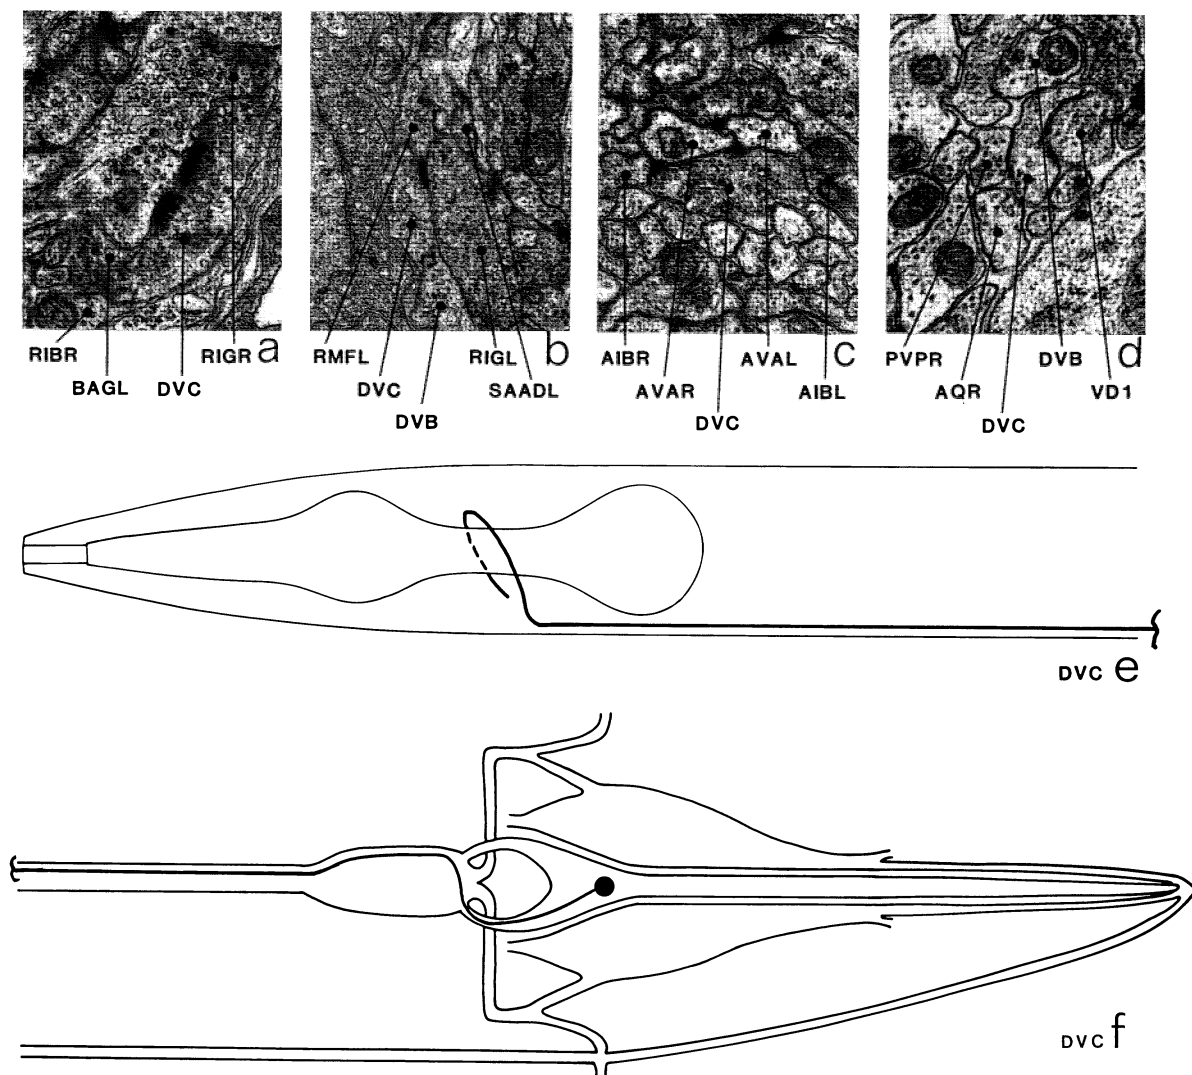 RIBR
BAGL
DVC
RIGR
a
RMFL
DVC
DVB
RIGL
SAADL
b
AIBR
AVAR
DVC
AVAL
AIBL
c
PVPR
AQR
DVC
DVB
VD1
d
DVC e
DVC f